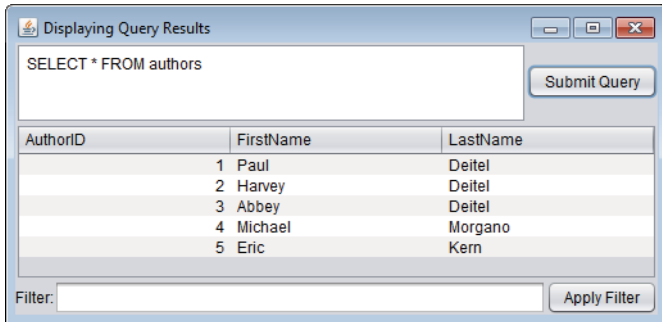 Displaying Query Results
SELECT * FROM authors
Submit Query
AuthorID FirstName LastName
1 Paul Deitel
2 Harvey Deitel
3 Abbey Deitel
4 Michael Morgano
5 Eric Kern
Filter: Apply Filter